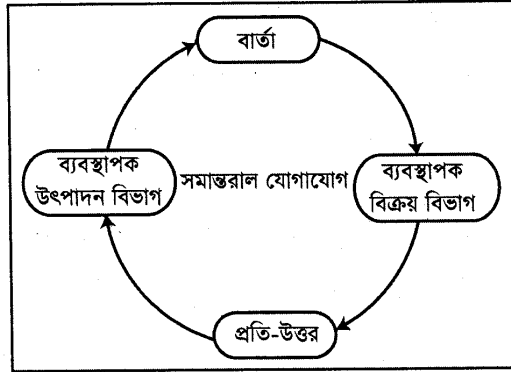 বার্তা
ব্যবস্থাপক
উৎপাদন বিভাগ
সমান্তরাল যোগাযোগ
ব্যবস্থাপক
বিক্রয় বিভাগ
প্রতি-উত্তর